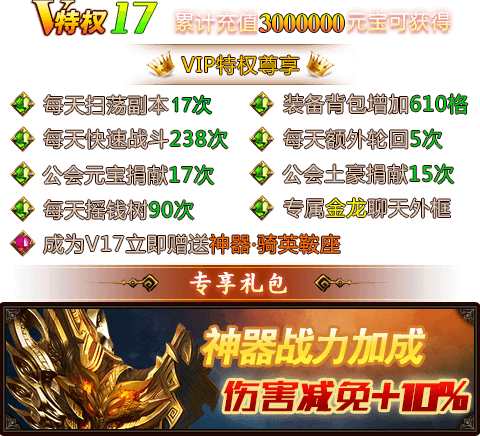 V特权 17 累计充值3000000元宝可获得
VIP特权尊享
每天扫荡副本17次 装备背包增加610格
每天快速战斗238次 每天额外轮回5次
公会元宝捐献17次 公会土豪捐献15次
每天摇钱树90次 专属金龙聊天外框
成为V17立即赠送神器·骑英鞍座
专享礼包
神器战力加成
伤害减免+10%